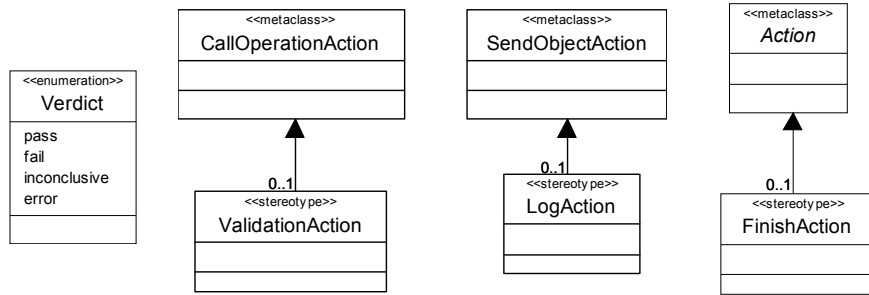 <<enumeration>>
Verdict
pass
fail
inconclusive
error
<<metaclass>>
CallOperationAction
0..1
<<stereotype>>
ValidationAction
<<metaclass>>
SendObjectAction
0..1
<<stereotype>>
LogAction
<<metaclass>>
Action
0..1
<<stereotype>>
FinishAction